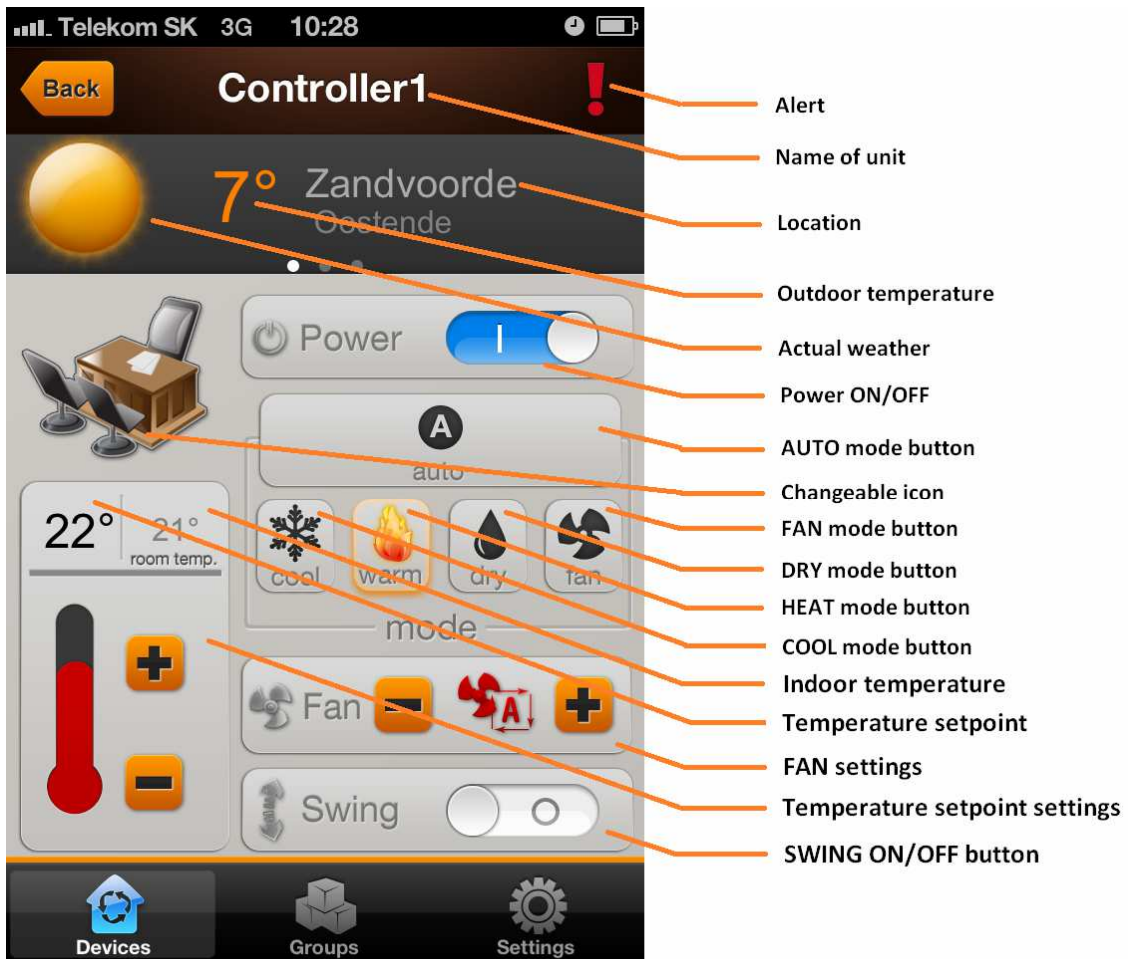 Telekom SK 3G 10:28
Back
Controller1
7°
Zandvoorde
Oostende
Power
A
auto
22°
21°
room temp.
cool
warm
dry
fan
mode
Fan
A
Swing
Devices
Groups
Settings
Alert
Name of unit
Location
Outdoor temperature
Actual weather
Power ON/OFF
AUTO mode button
Changeable icon
FAN mode button
DRY mode button
HEAT mode button
COOL mode button
Indoor temperature
Temperature setpoint
FAN settings
Temperature setpoint settings
SWING ON/OFF button